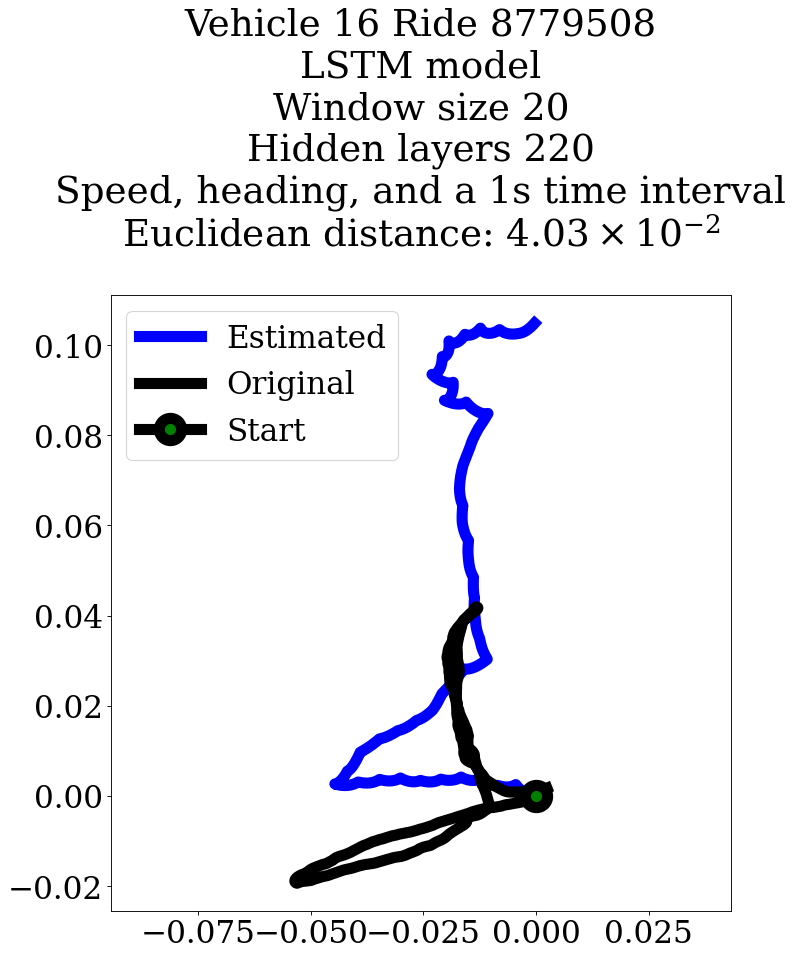 Vehicle 16 Ride 8779508
LSTM model
Window size 20
Hidden layers 220
Speed, heading, and a 1s time interval
Euclidean distance: 4.03 × 10⁻²
Estimated
Original
Start
0.10
0.08
0.06
0.04
0.02
0.00
−0.02
−0.075 −0.050 −0.025 0.000 0.025